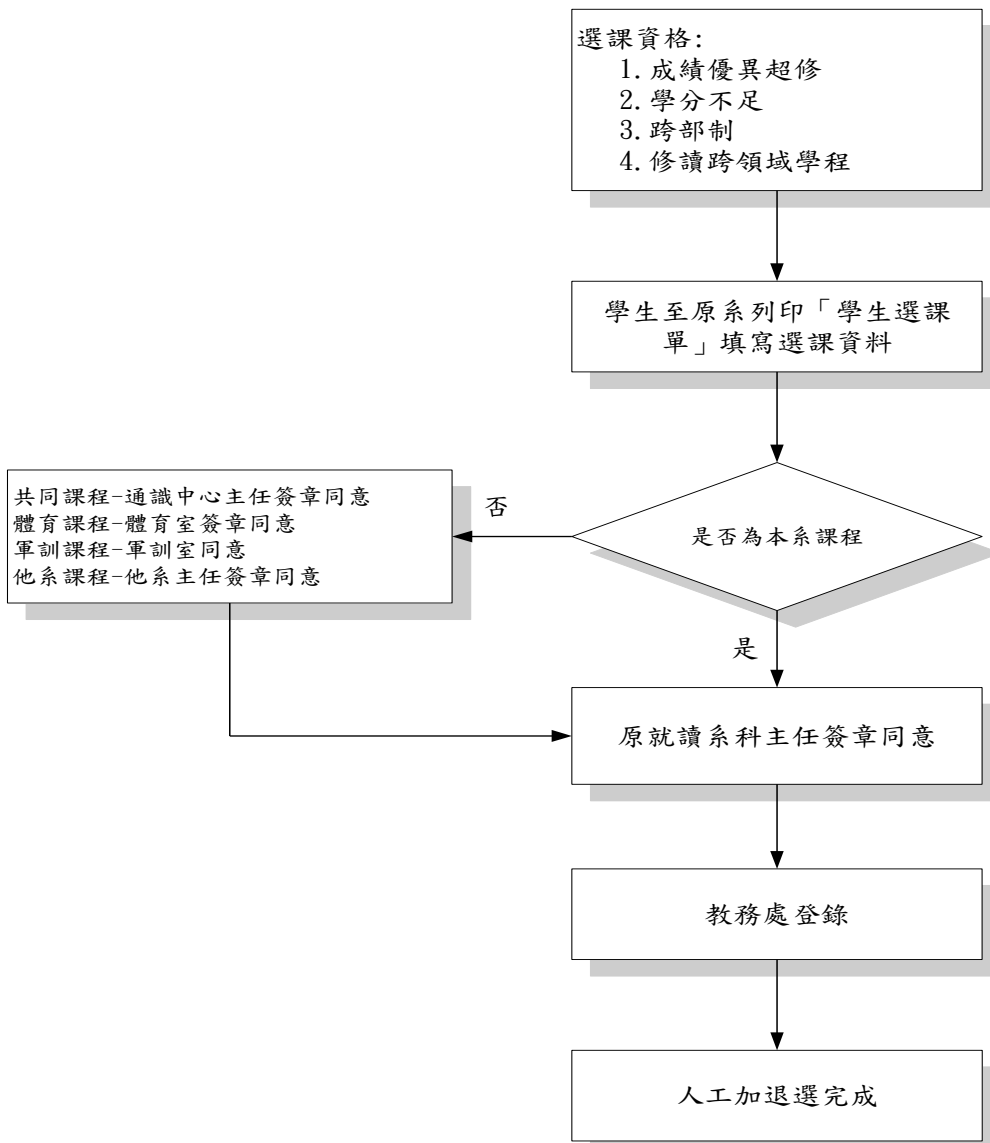 選課資格:
1.成績優異超修
2.學分不足
3.跨部制
4.修讀跨領域學程
學生至原系列印「學生選課
單」填寫選課資料
是否為本系課程
否
共同課程-通識中心主任簽章同意
體育課程-體育室簽章同意
軍訓課程-軍訓室同意
他系課程-他系主任簽章同意
是
原就讀系科主任簽章同意
教務處登錄
人工加退選完成